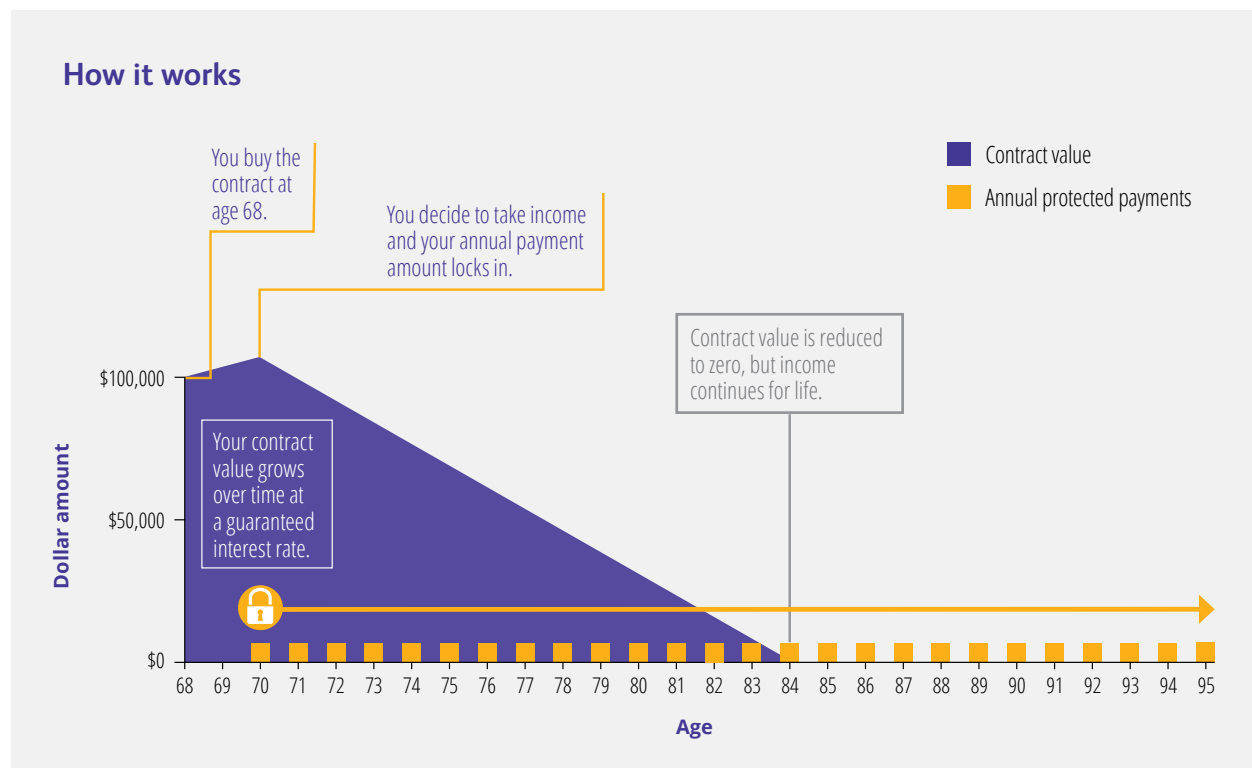 How it works
You buy the
contract at
age 68.
You decide to take income
and your annual payment
amount locks in.
Contract value
Annual protected payments
Contract value is reduced
to zero, but income
continues for life.
Your contract
value grows
over time at
a guaranteed
interest rate.
Dollar amount
$100,000
$50,000
$0
68 69 70 71 72 73 74 75 76 77 78 79 80 81 82 83 84 85 86 87 88 89 90 91 92 93 94 95
Age